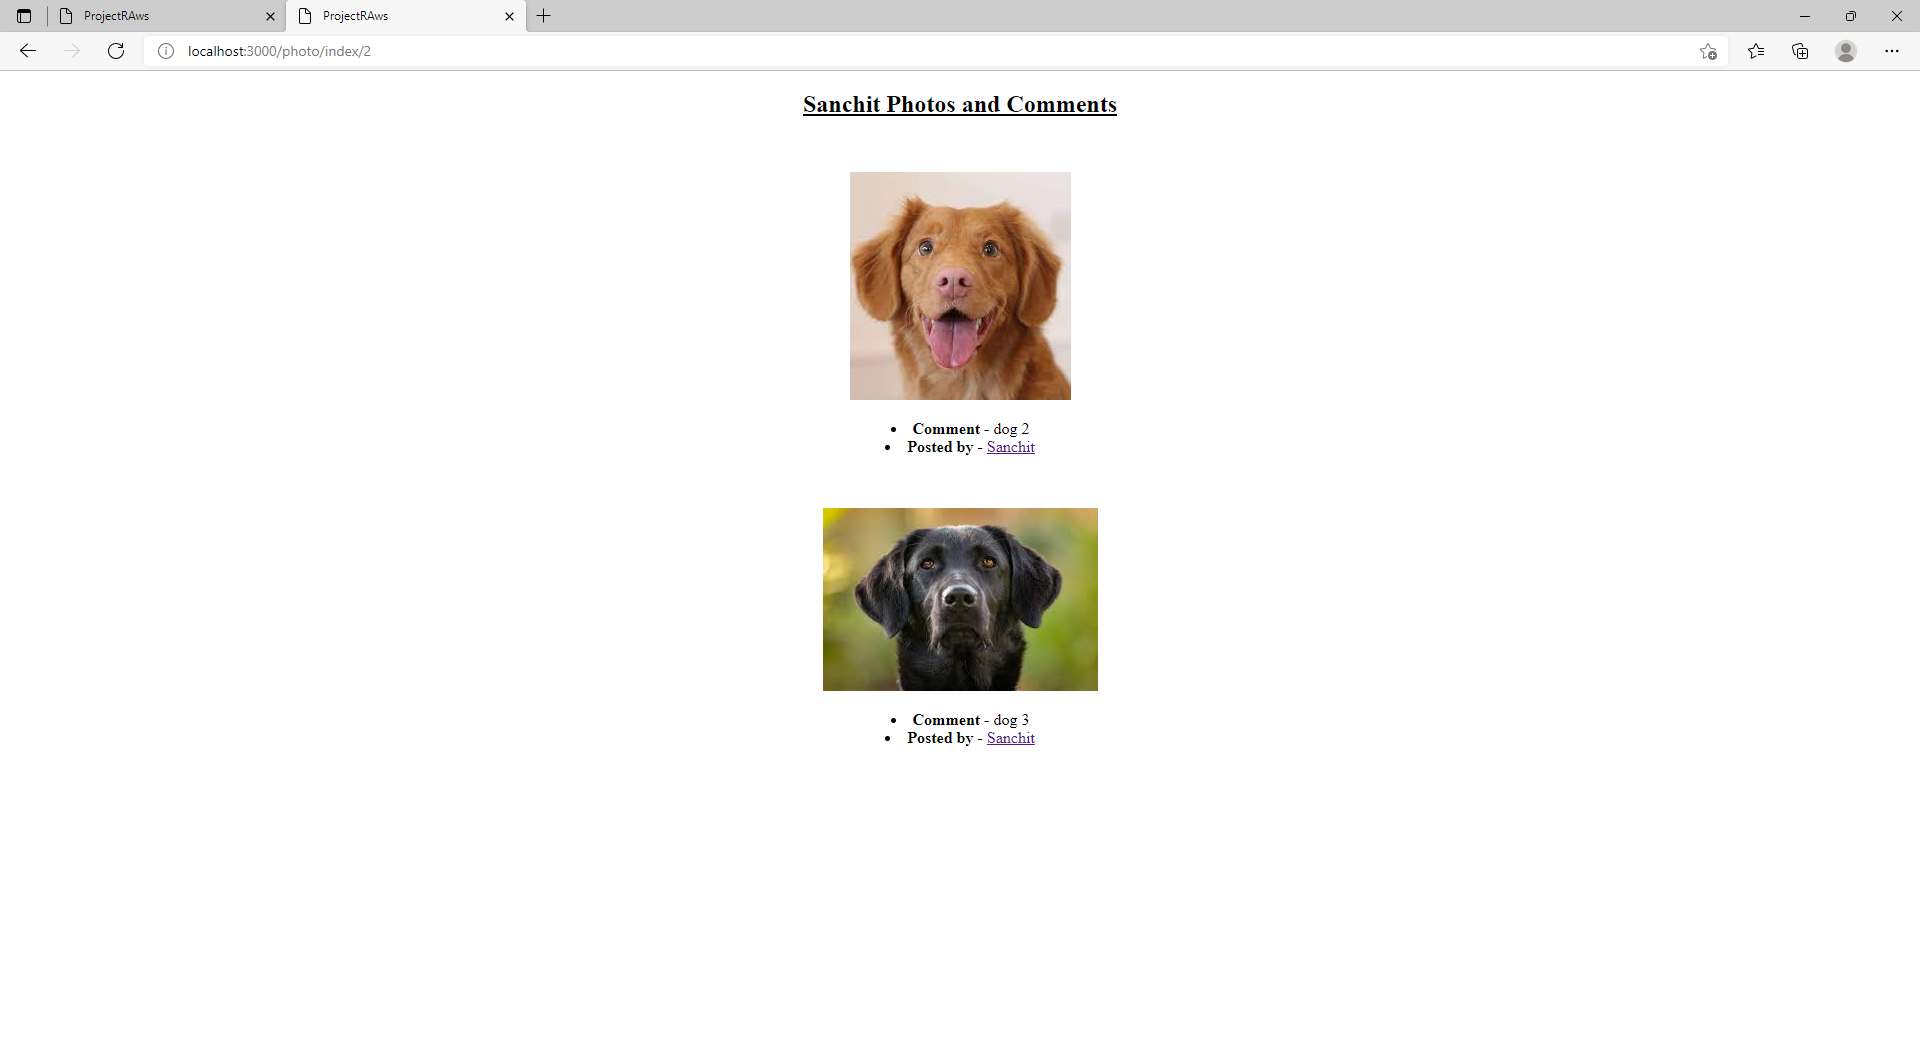 ProjectRAws
ProjectRAws
localhost:3000/photo/index/2
Sanchit Photos and Comments
Comment - dog 2
Posted by - Sanchit
Comment - dog 3
Posted by - Sanchit